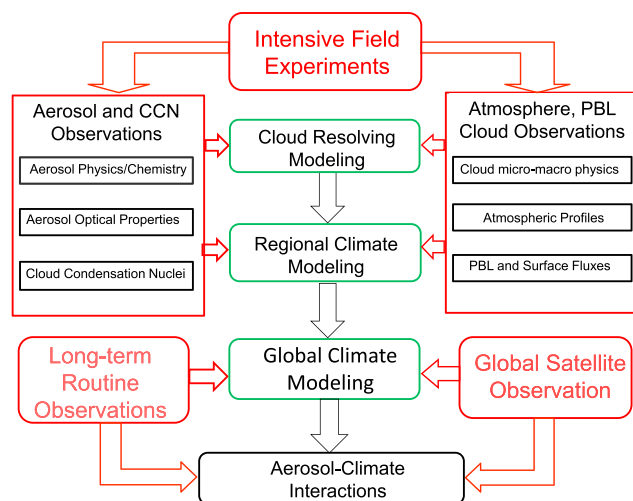 Intensive Field
Experiments
Aerosol and CCN
Observations
Aerosol Physics/Chemistry
Aerosol Optical Properties
Cloud Condensation Nuclei
Cloud Resolving
Modeling
Regional Climate
Modeling
Atmosphere, PBL
Cloud Observations
Cloud micro-macro physics
Atmospheric Profiles
PBL and Surface Fluxes
Long-term
Routine
Observations
Global Climate
Modeling
Global Satellite
Observation
Aerosol-Climate
Interactions